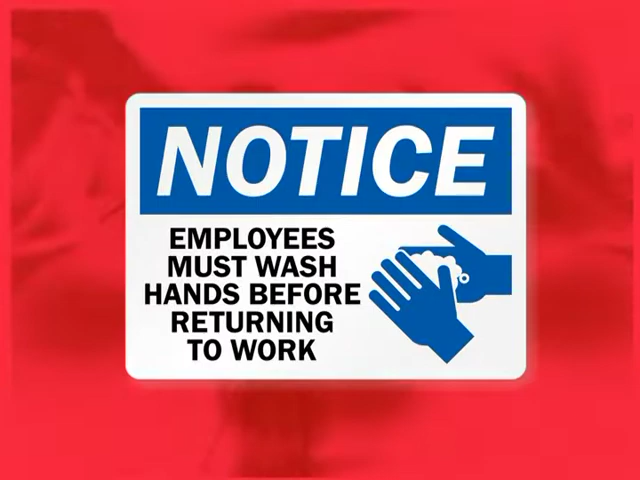 NOTICE
EMPLOYEES
MUST WASH
HANDS BEFORE
RETURNING
TO WORK